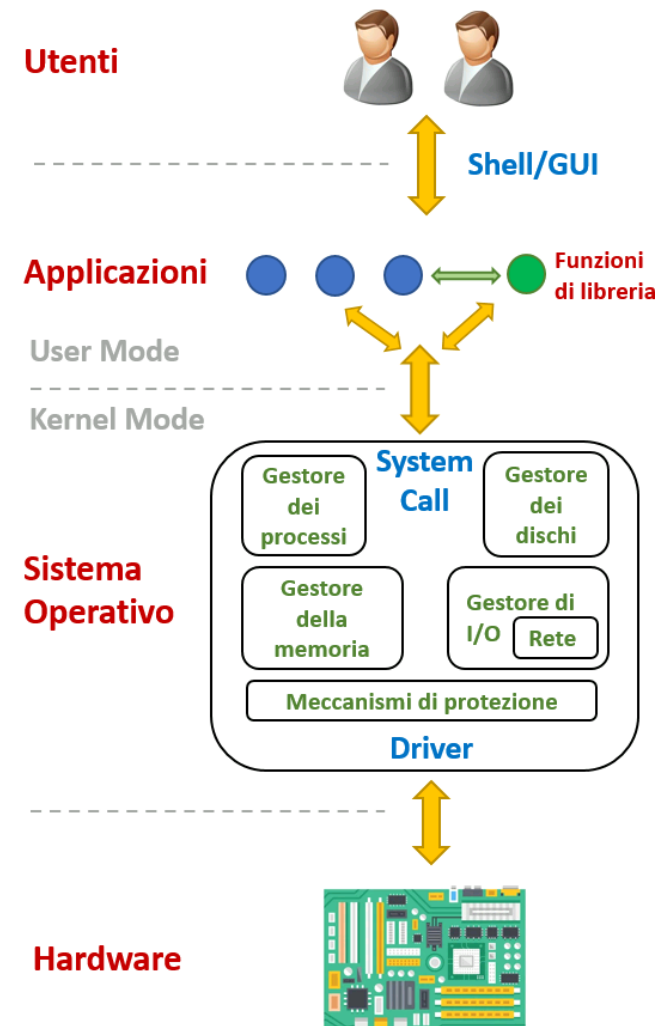 Utenti
Shell/GUI
Applicazioni
Funzioni
di libreria
User Mode
Kernel Mode
System
Call
Gestore
dei
processi
Gestore
dei
dischi
Sistema
Operativo
Gestore
della
memoria
Gestore di
I/O
Rete
Meccanismi di protezione
Driver
Hardware